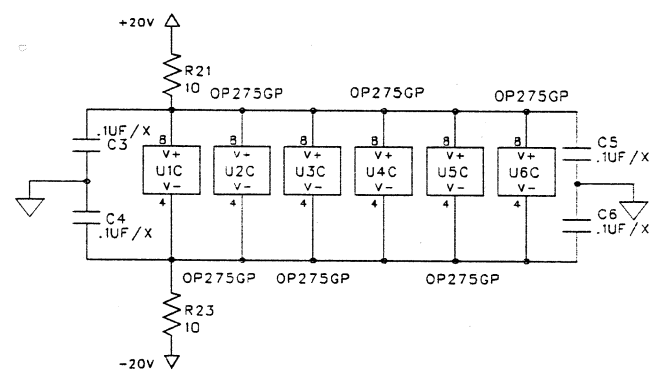 +20V
R21
10
OP275GP
OP275GP
OP275GP
.1UF/X
C3
8
V+
U1C
V-
4
8
V+
U2C
V-
4
8
V+
U3C
V-
4
8
V+
U4C
V-
4
8
V+
U5C
V-
4
8
V+
U6C
V-
4
C5
.1UF/X
C4
.1UF/X
C6
.1UF/X
OP275GP
OP275GP
OP275GP
R23
10
-20V